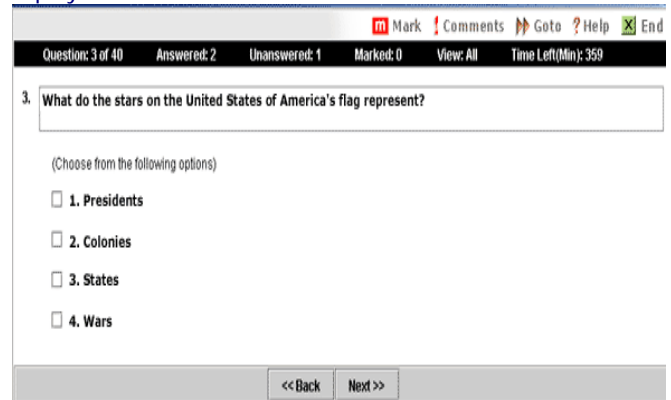 m Mark ! Comments Goto ? Help X End
Question: 3 of 40 Answered: 2 Unanswered: 1 Marked: 0 View: All Time Left(Min): 359
3. What do the stars on the United States of America's flag represent?
(Choose from the following options)
1. Presidents
2. Colonies
3. States
4. Wars
<< Back Next >>